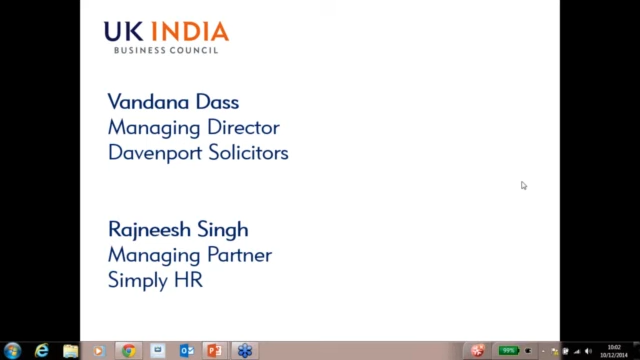 UK INDIA
BUSINESS COUNCIL
Vandana Dass
Managing Director
Davenport Solicitors
Rajneesh Singh
Managing Partner
Simply HR
99%
10:02
10/12/2014